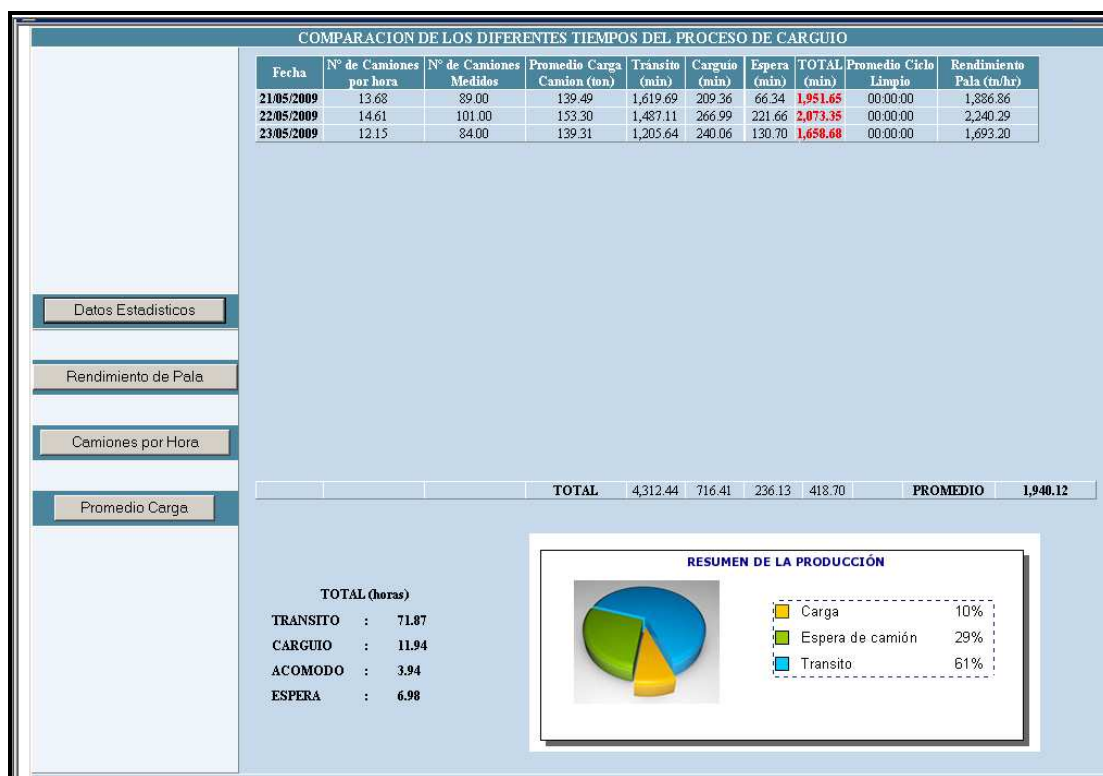 COMPARACION DE LOS DIFERENTES TIEMPOS DEL PROCESO DE CARGUIO
Fecha N° de Camiones por hora N° de Camiones Medidos Promedio Carga Camion (ton) Tránsito (min) Carguio (min) Espera (min) TOTAL (min) Promedio Ciclo Limpio Rendimiento Pala (tn/hr)
21/05/2009 13.68 89.00 139.49 1,619.69 209.36 66.34 1,951.65 00:00:00 1,886.86
22/05/2009 14.61 101.00 153.30 1,487.11 266.99 221.66 2,073.35 00:00:00 2,240.29
23/05/2009 12.15 84.00 139.31 1,205.64 240.06 130.70 1,658.68 00:00:00 1,693.20
Datos Estadisticos
Rendimiento de Pala
Camiones por Hora
Promedio Carga
TOTAL 4,312.44 716.41 236.13 418.70 PROMEDIO 1,940.12
TOTAL (horas)
TRANSITO : 71.87
CARGUIO : 11.94
ACOMODO : 3.94
ESPERA : 6.98
RESUMEN DE LA PRODUCCIÓN
Carga 10%
Espera de camión 29%
Transito 61%